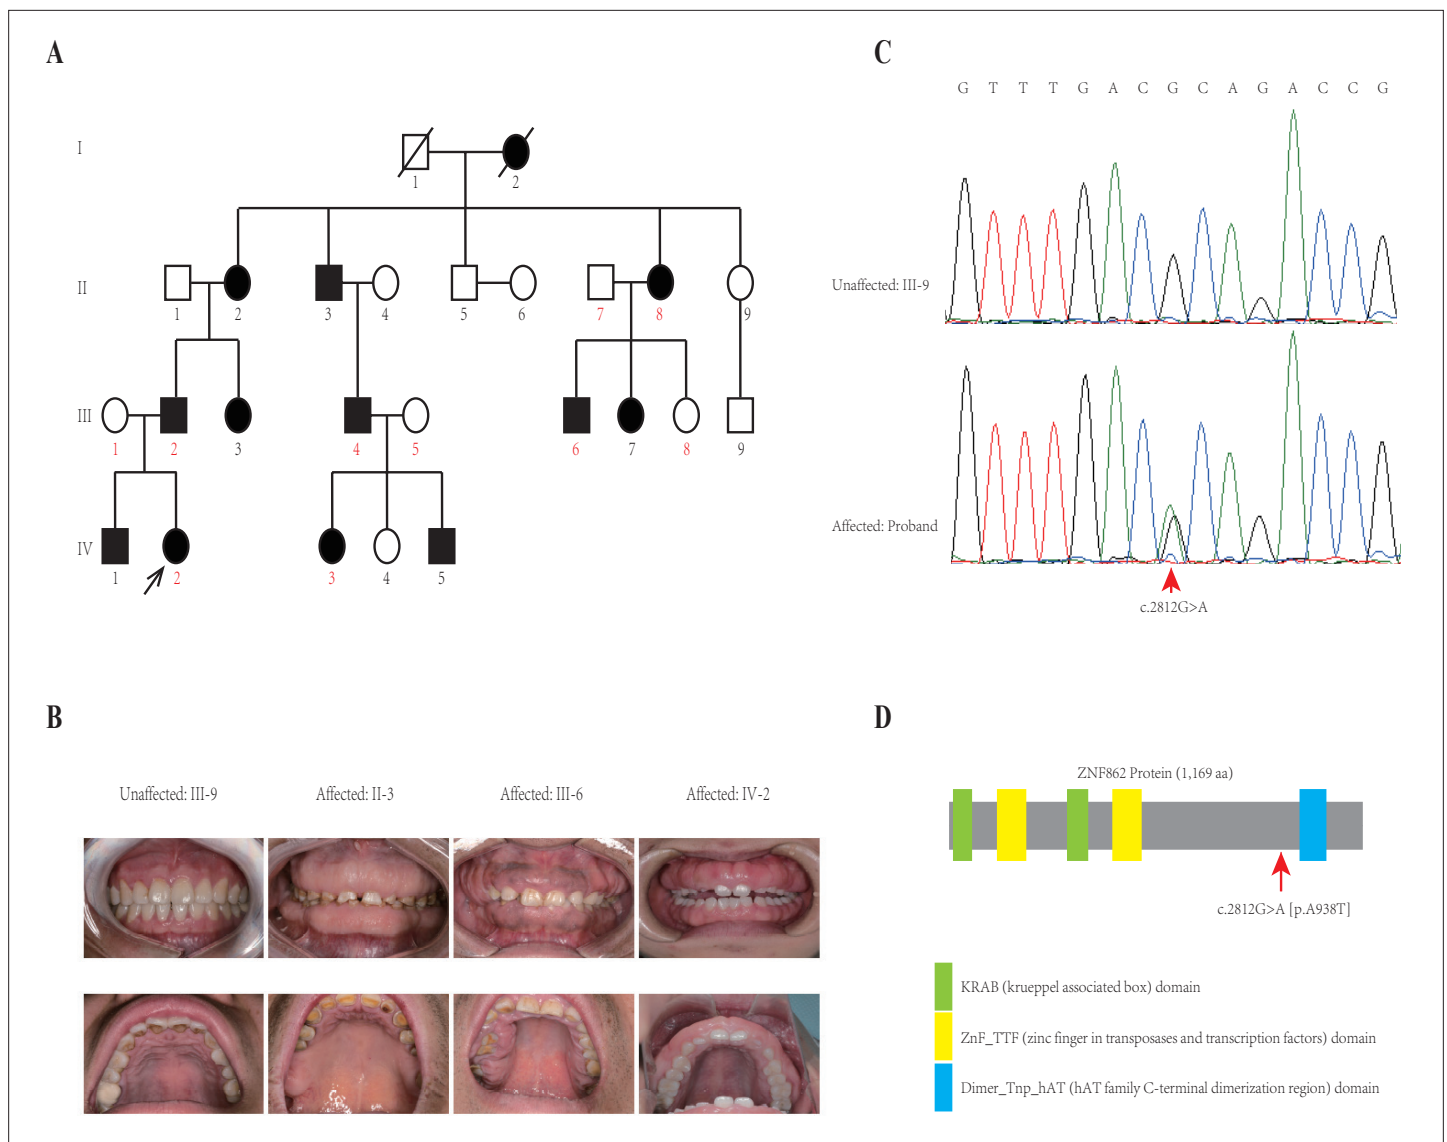 A
I
1
2
II
1
2
3
4
5
6
7
8
9
III
1
2
3
4
5
6
7
8
9
IV
1
2
3
4
5
C
G T T T G A C G C A G A C C G
Unaffected: III-9
Affected: Proband
c.2812G>A
B
Unaffected: III-9
Affected: II-3
Affected: III-6
Affected: IV-2
D
ZNF862 Protein (1,169 aa)
c.2812G>A [p.A938T]
KRAB (krueppel associated box) domain
ZnF_TTF (zinc finger in transposases and transcription factors) domain
Dimer_Tnp_hAT (hAT family C-terminal dimerization region) domain